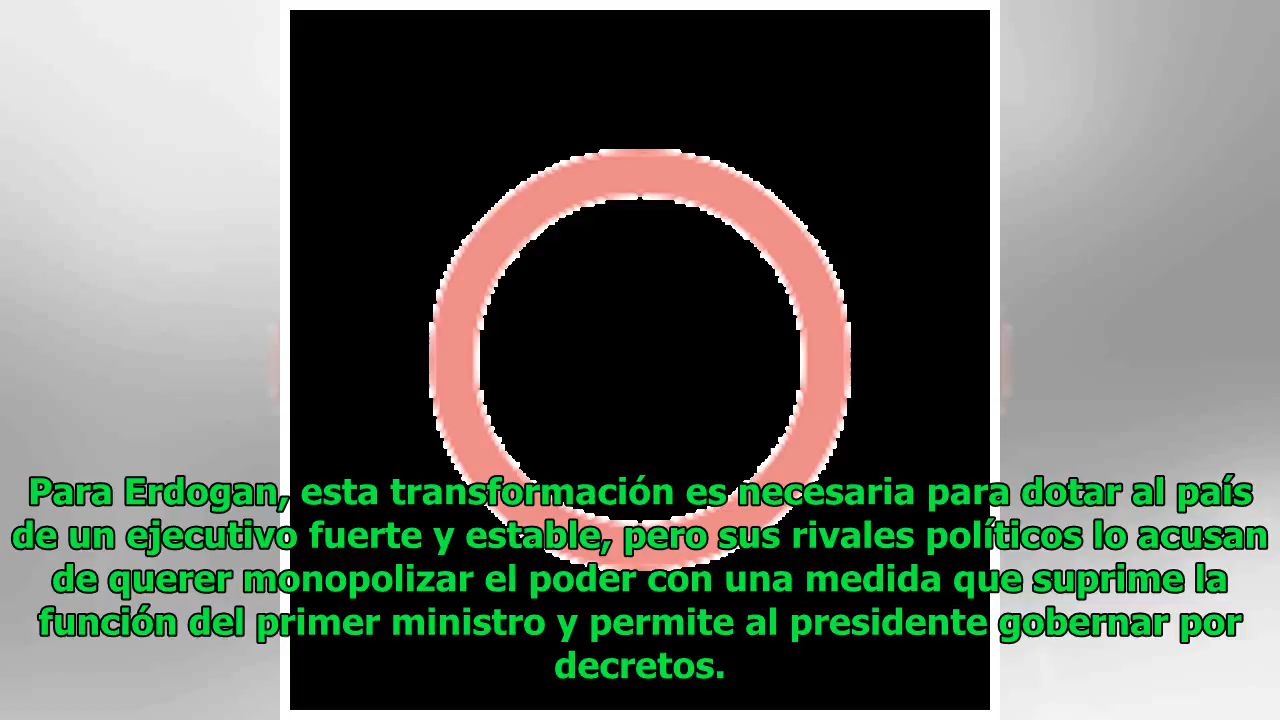 Para Erdogan, esta transformación es necesaria para dotar al país
de un ejecutivo fuerte y estable, pero sus rivales políticos lo acusan
de querer monopolizar el poder con una medida que suprime la
función del primer ministro y permite al presidente gobernar por
decretos.